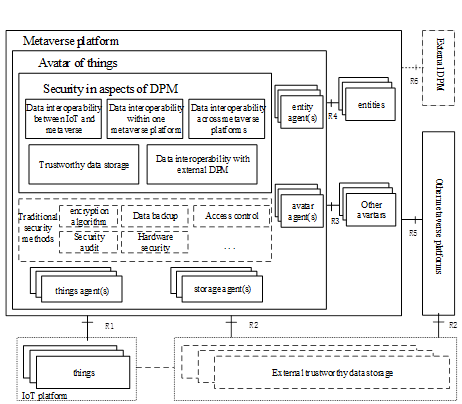 Metaverse platform
Avatar of things
Security in aspects of DPM
Data interoperability
between IoT and
metaverse
Data interoperability
within one
metaverse platform
Data interoperability
across metaverse
platforms
Trustworthy data storage
Data interoperability with
external DPM
Traditional
security
methods
encryption
algorithm
Data backup
Access control
Security
audit
Hardware
security
...
things agent(s)
storage agent(s)
entity
agent(s)
entities
R4
avatar
agent(s)
Other
avatars
R3
External DPM
R6
Other metaverse platforms
R5
R1
R2
R2
things
IoT platform
External trustworthy data storage